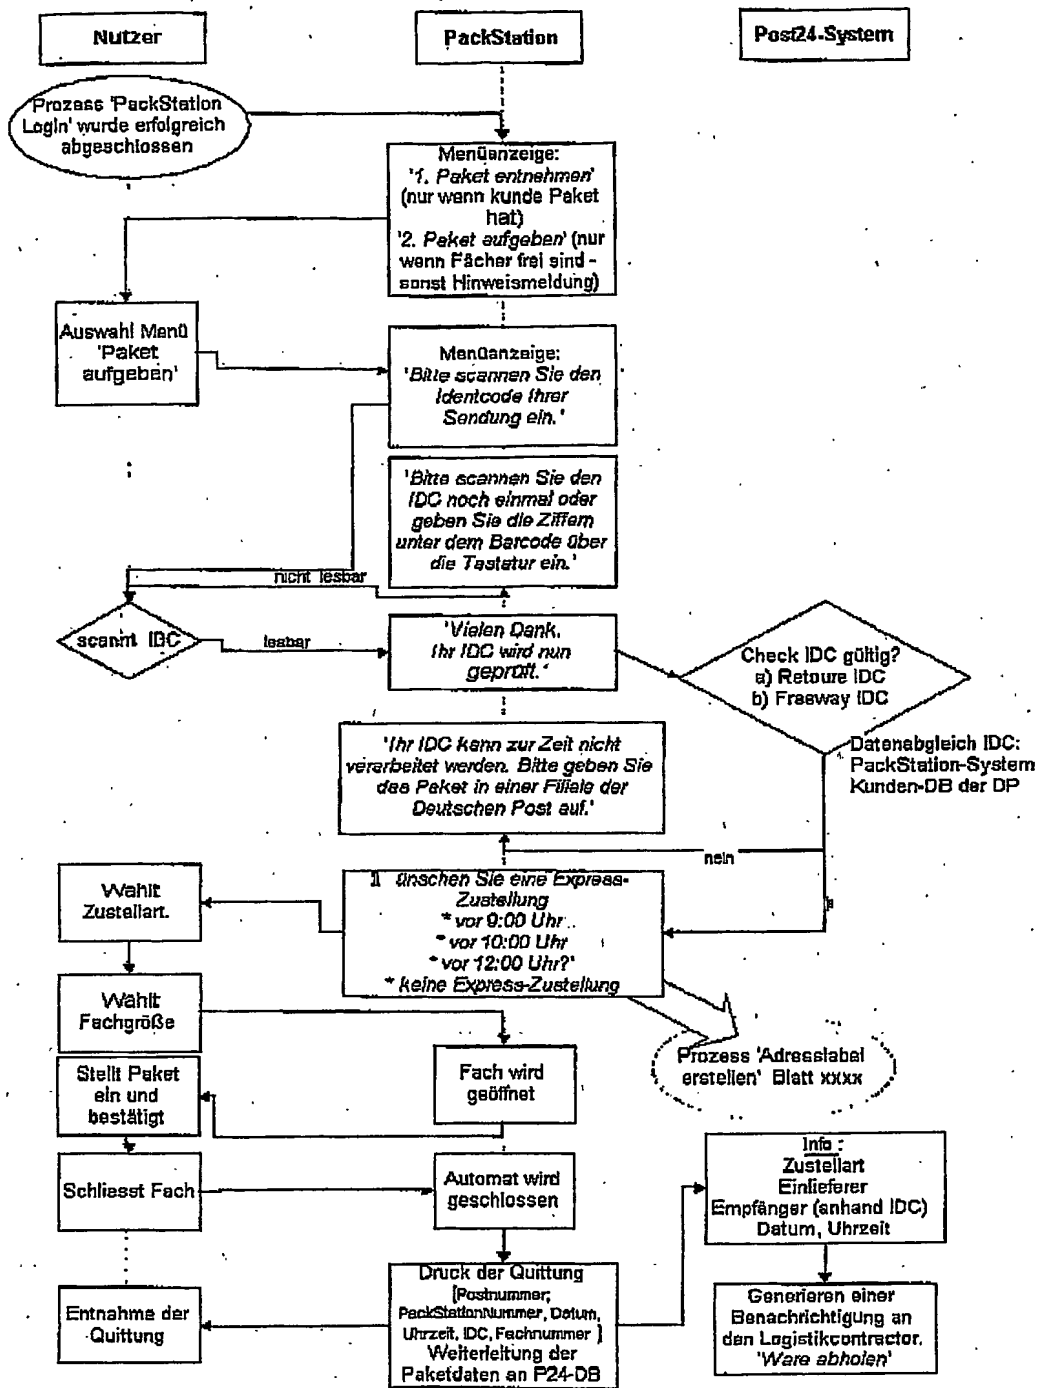 Nutzer
PackStation
Post24-System
Prozess 'PackStation
Login' wurde erfolgreich
abgeschlossen
Menüanzeige:
'1. Paket entnehmen'
(nur wenn kunde Paket
hat)
'2. Paket aufgeben' (nur
wenn Fächer frei sind -
sonst Hinweismeldung)
Auswahl Menü
'Paket
aufgeben'
Menüanzeige:
'Bitte scannen Sie den
Identcode Ihrer
Sendung ein.'
'Bitte scannen Sie den
IDC noch einmal oder
geben Sie die Ziffern
unter dem Barcode über
die Tastatur ein.'
nicht lesbar
scannt IDC
lesbar
'Vielen Dank.
Ihr IDC wird nun
geprüft.'
Check IDC gültig?
a) Retoure IDC
b) Freeway IDC
Datenabgleich IDC:
PackStation-System
Kunden-DB der DP
'Ihr IDC kann zur Zeit nicht
verarbeitet werden. Bitte geben Sie
das Paket in einer Filiale der
Deutschen Post auf.'
nein
ja
Wählt
Zustellart.
ünschen Sie eine Express-
Zustellung
* vor 9:00 Uhr
* vor 10:00 Uhr
* vor 12:00 Uhr?'
* keine Express-Zustellung
Wählt
Fachgröße
Prozess 'Adresslabel
erstellen' Blatt xxxx
Fach wird
geöffnet
Stellt Paket
ein und
bestätigt
Schliesst Fach
Automat wird
geschlossen
Info :
Zustellart
Einlieferer
Empfänger (anhand IDC)
Datum, Uhrzeit
Entnahme der
Quittung
Druck der Quittung
[Postnummer,
PackStationNummer, Datum,
Uhrzeit, IDC, Fachnummer ]
Weiterleitung der
Paketdaten an P24-DB
Generieren einer
Benachrichtigung an
den Logistikcontractor.
'Ware abholen'